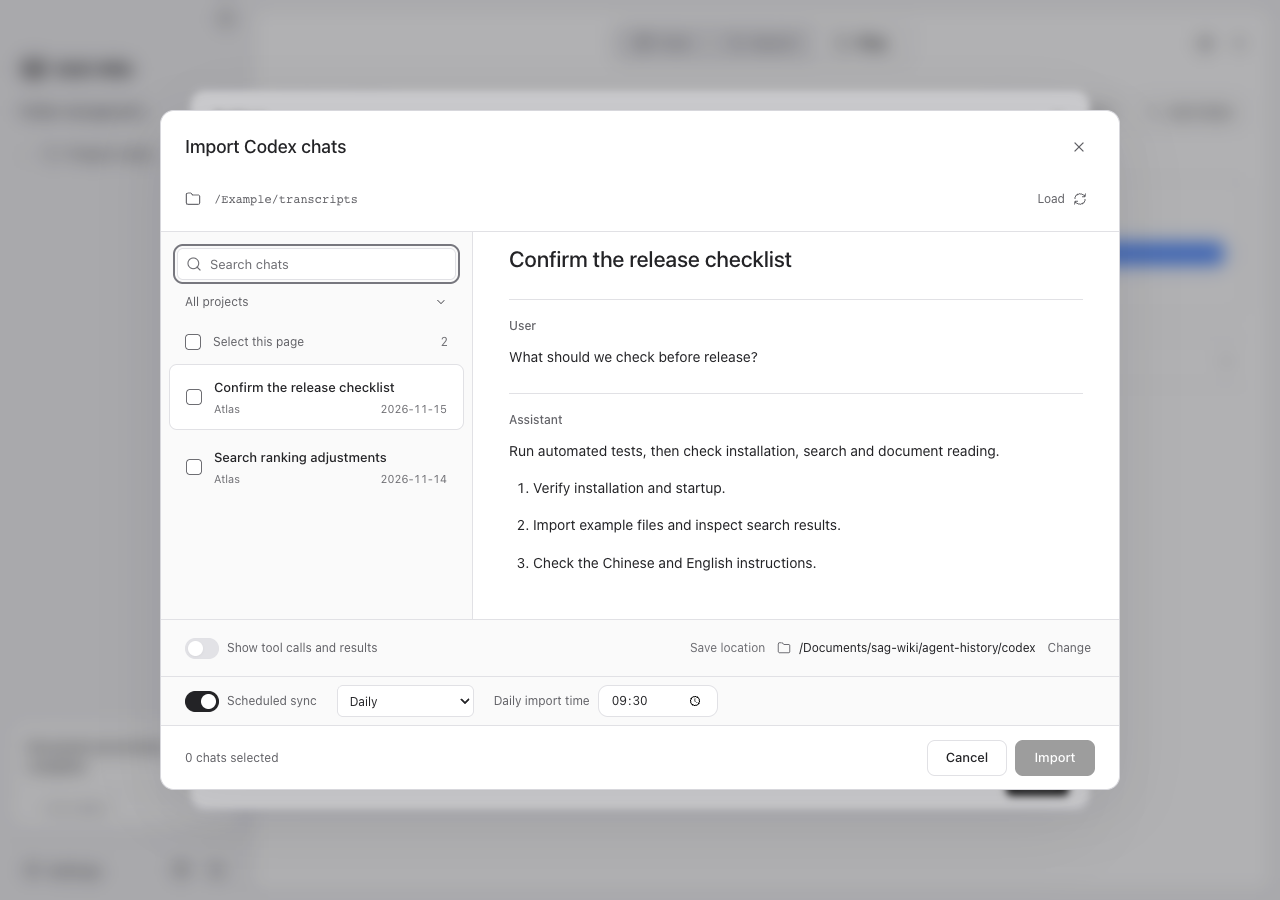 Import Codex chats
/Example/transcripts
Load
Search chats
All projects
Select this page 2
Confirm the release checklist
Atlas 2026-11-15
Search ranking adjustments
Atlas 2026-11-14
Confirm the release checklist
User
What should we check before release?
Assistant
Run automated tests, then check installation, search and document reading.
1. Verify installation and startup.
2. Import example files and inspect search results.
3. Check the Chinese and English instructions.
Show tool calls and results
Save location /Documents/sag-wiki/agent-history/codex Change
Scheduled sync Daily Daily import time 09:30
0 chats selected
Cancel Import